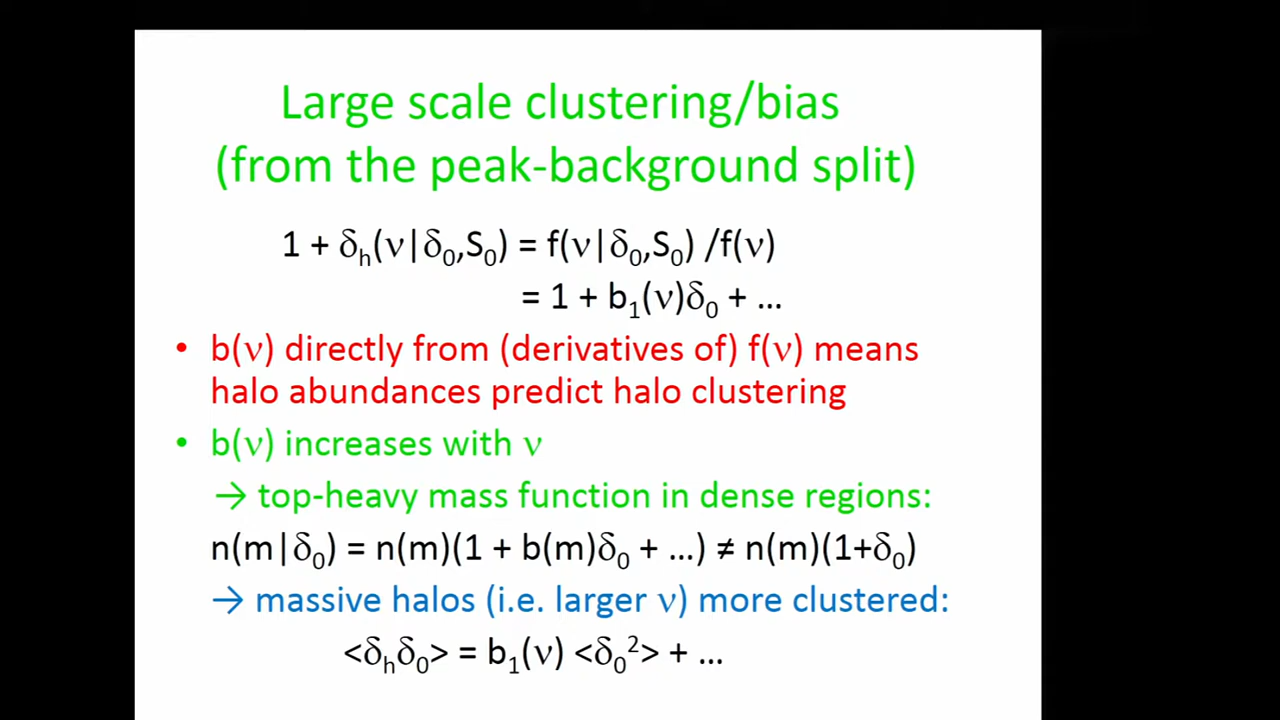 Large scale clustering/bias
(from the peak-background split)
1 + δₕ(ν|δ₀,S₀) = f(ν|δ₀,S₀) /f(ν)
= 1 + b₁(ν)δ₀ + …
• b(ν) directly from (derivatives of) f(ν) means
halo abundances predict halo clustering
• b(ν) increases with ν
→ top-heavy mass function in dense regions:
n(m|δ₀) = n(m)(1 + b(m)δ₀ + …) ≠ n(m)(1+δ₀)
→ massive halos (i.e. larger ν) more clustered:
<δₕδ₀> = b₁(ν) <δ₀²> + …